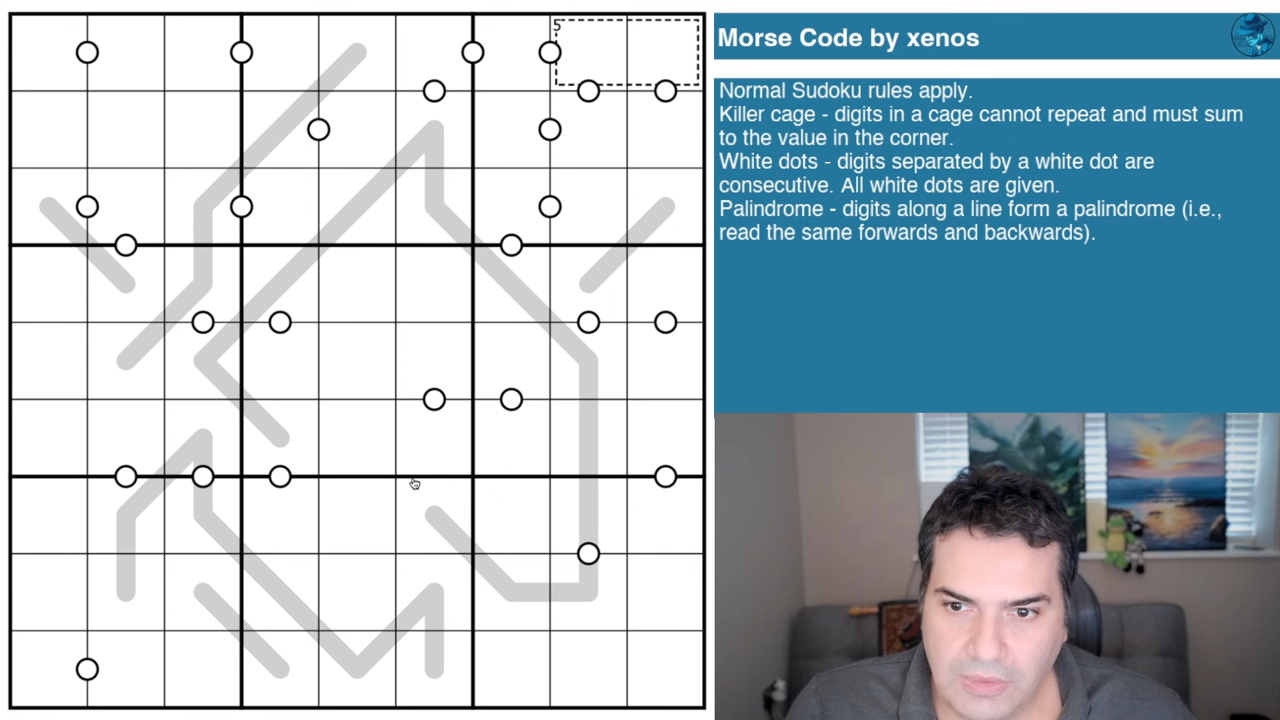 5
Morse Code by xenos
Normal Sudoku rules apply.
Killer cage - digits in a cage cannot repeat and must sum
to the value in the corner.
White dots - digits separated by a white dot are
consecutive. All white dots are given.
Palindrome - digits along a line form a palindrome (i.e.,
read the same forwards and backwards).